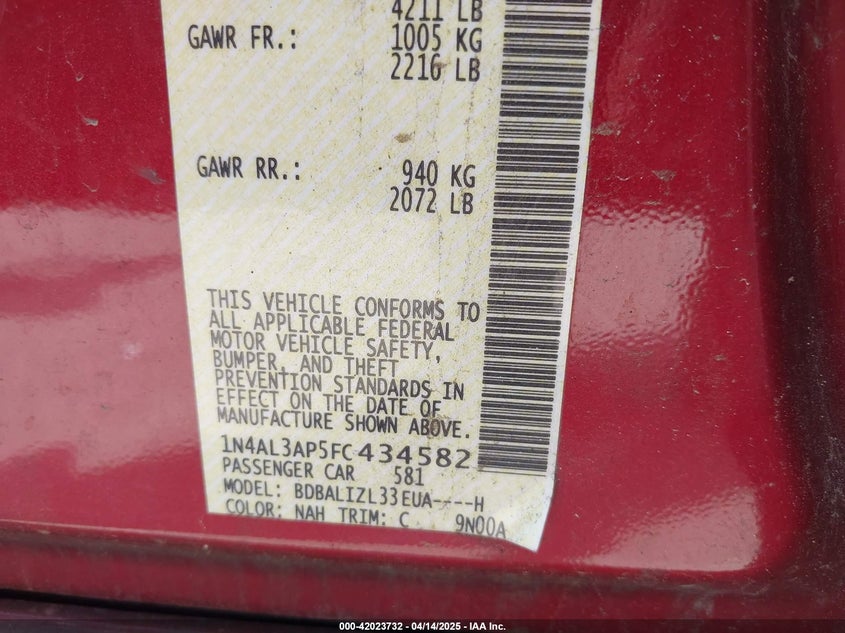 4211 LB
GAWR FR.: 1005 KG
2216 LB
GAWR RR.: 940 KG
2072 LB
THIS VEHICLE CONFORMS TO
ALL APPLICABLE FEDERAL
MOTOR VEHICLE SAFETY,
BUMPER, AND THEFT
PREVENTION STANDARDS IN
EFFECT ON THE DATE OF
MANUFACTURE SHOWN ABOVE.
1N4AL3AP5FC434582
PASSENGER CAR 581
MODEL: BDBALIZL33EUA----H
COLOR: NAH TRIM: C 9N00A
000-42023732 - 04/14/2025 - IAA Inc.